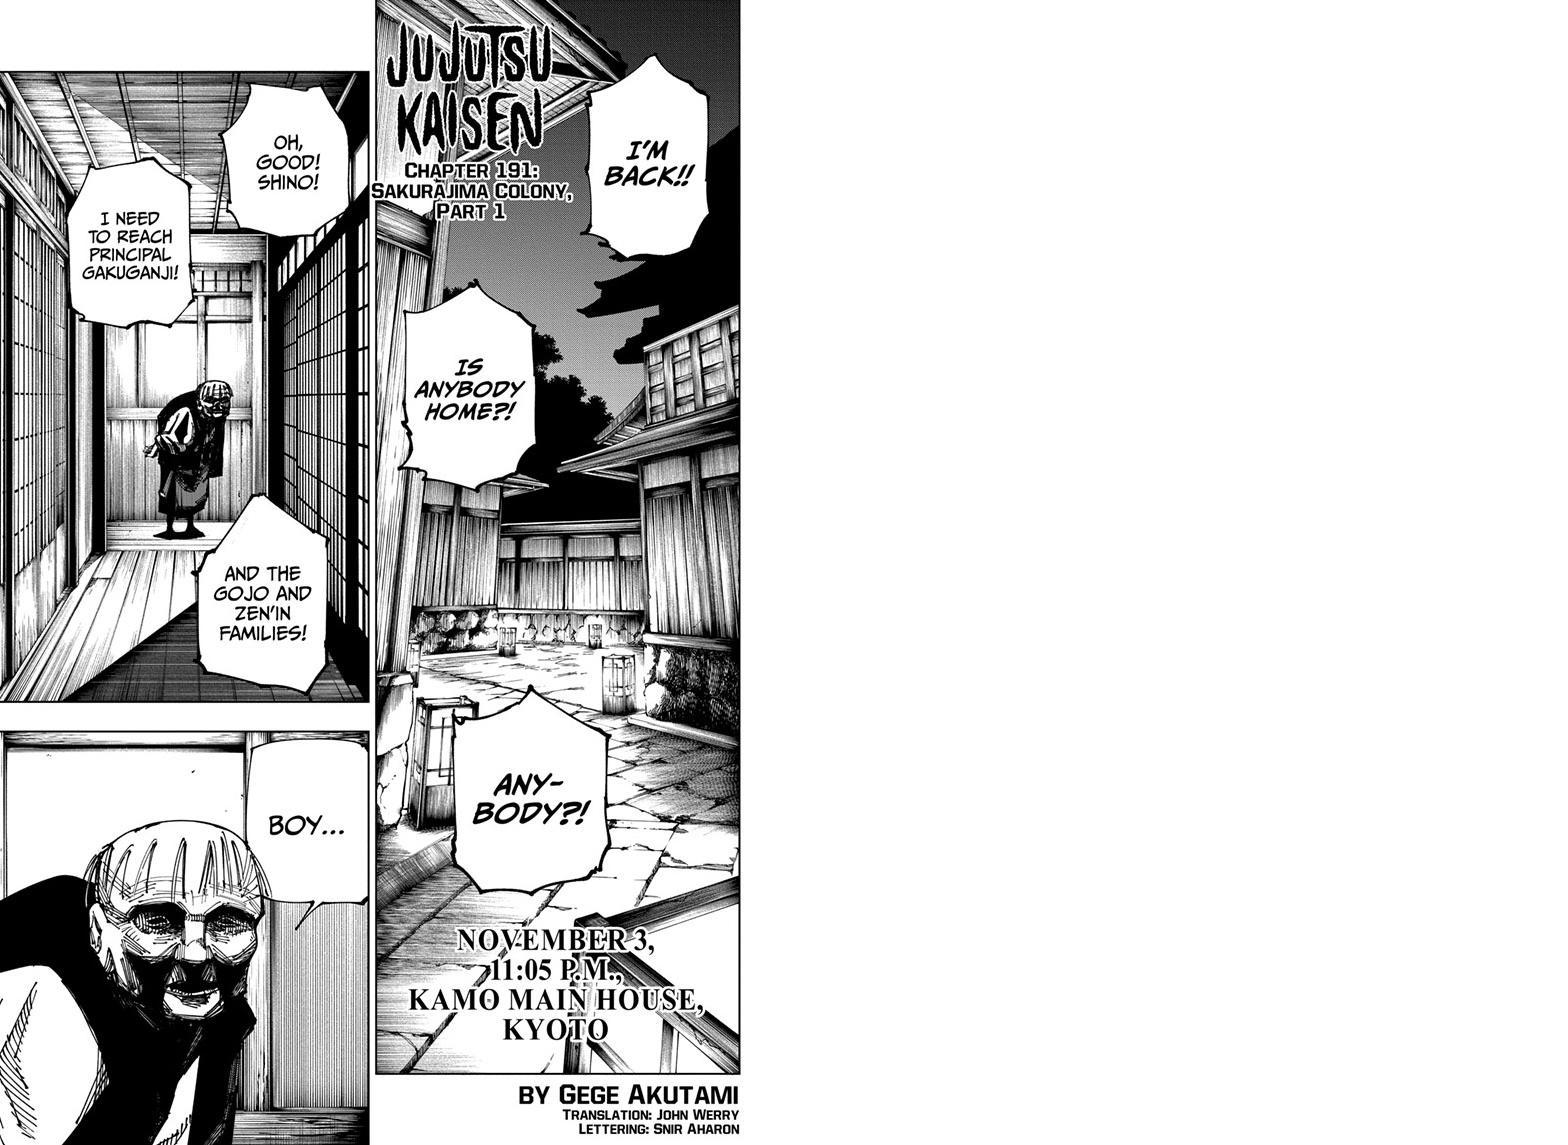 JUJUTSU
KAISEN
CHAPTER 191:
SAKURAJIMA COLONY,
PART 1
I'M
BACK!!
IS
ANYBODY
HOME?!
ANY-
BODY?!
NOVEMBER 3,
11:05 P.M.,
KAMO MAIN HOUSE,
KYOTO
BY GEGE AKUTAMI
TRANSLATION: JOHN WERRY
LETTERING: SNIR AHARON
OH,
GOOD!
SHINO!
I NEED
TO REACH
PRINCIPAL
GAKUGANJI!
AND THE
GOJO AND
ZEN'IN
FAMILIES!
BOY...